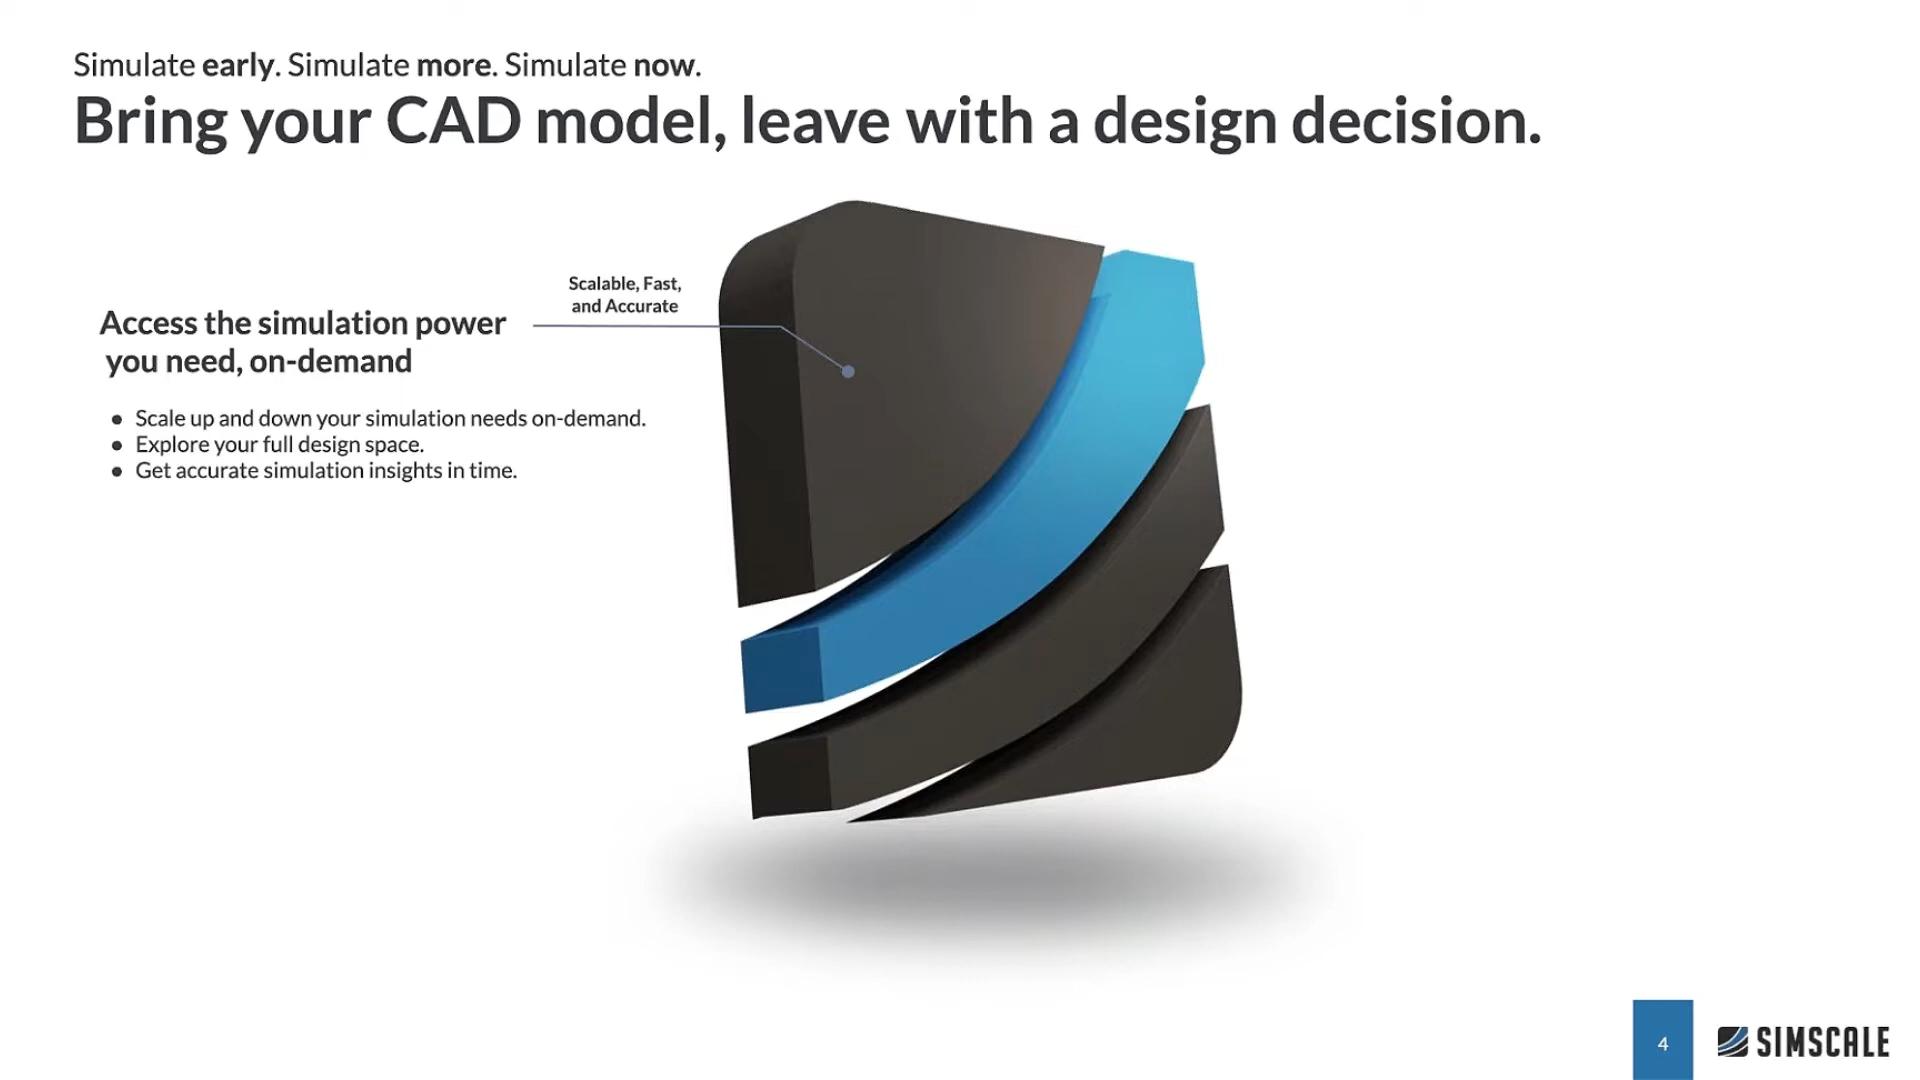 Simulate early. Simulate more. Simulate now.
Bring your CAD model, leave with a design decision.
Scalable, Fast,
and Accurate
Access the simulation power
you need, on-demand
● Scale up and down your simulation needs on-demand.
● Explore your full design space.
● Get accurate simulation insights in time.
4
SIMSCALE